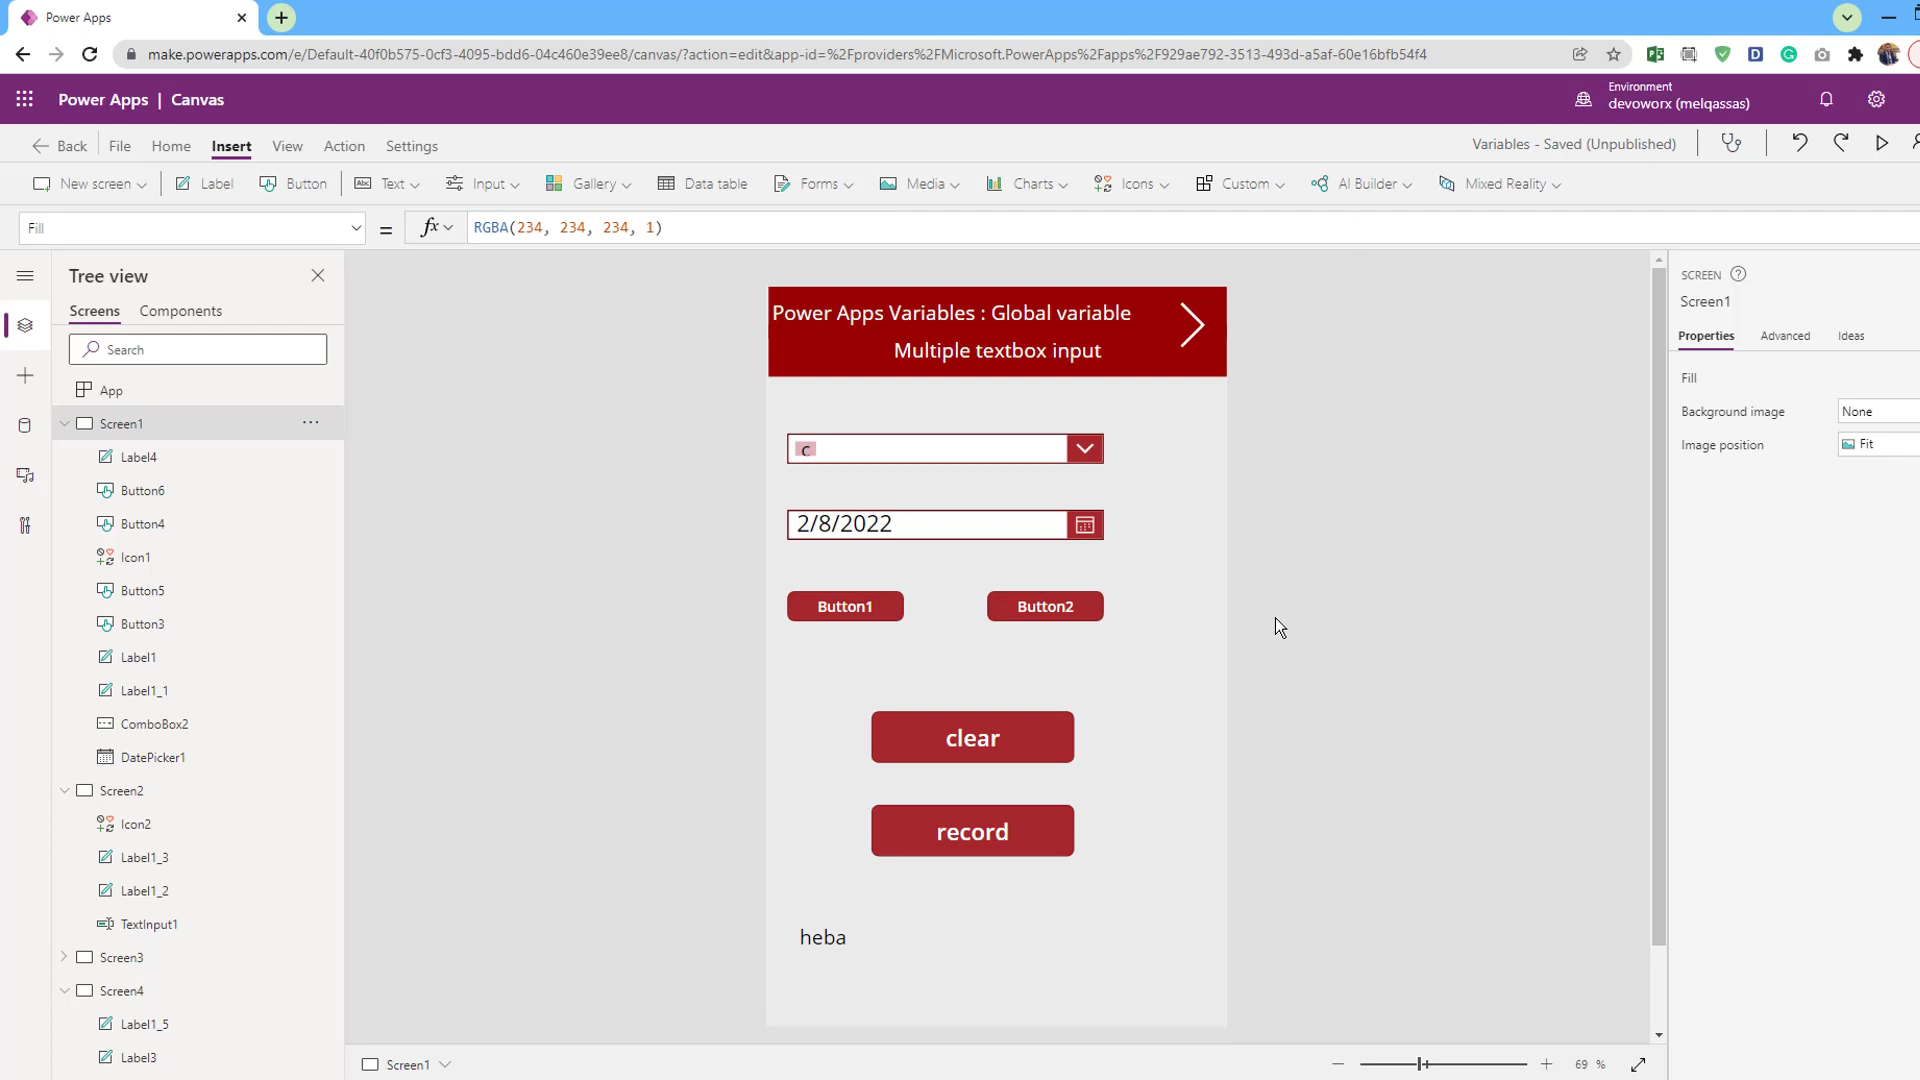 Power Apps
make.powerapps.com/e/Default-40f0b575-0cf3-4095-bdd6-04c460e39ee8/canvas/?action=edit&app-id=%2Fproviders%2FMicrosoft.PowerApps%2Fapps%2F929ae792-3513-493d-a5af-60e16bfb54f4
Power Apps | Canvas
Environment
devoworx (melqassas)
Back File Home Insert View Action Settings
Variables - Saved (Unpublished)
New screen Label Button Text Input Gallery Data table Forms Media Charts Icons Custom AI Builder Mixed Reality
Fill = fx RGBA(234, 234, 234, 1)
Tree view
Screens Components
Search
App
Screen1
Label4
Button6
Button4
Icon1
Button5
Button3
Label1
Label1_1
ComboBox2
DatePicker1
Screen2
Icon2
Label1_3
Label1_2
TextInput1
Screen3
Screen4
Label1_5
Label3
Power Apps Variables : Global variable
Multiple textbox input
c
2/8/2022
Button1 Button2
clear
record
heba
Screen1
69 %
SCREEN
Screen1
Properties Advanced Ideas
Fill
Background image None
Image position Fit